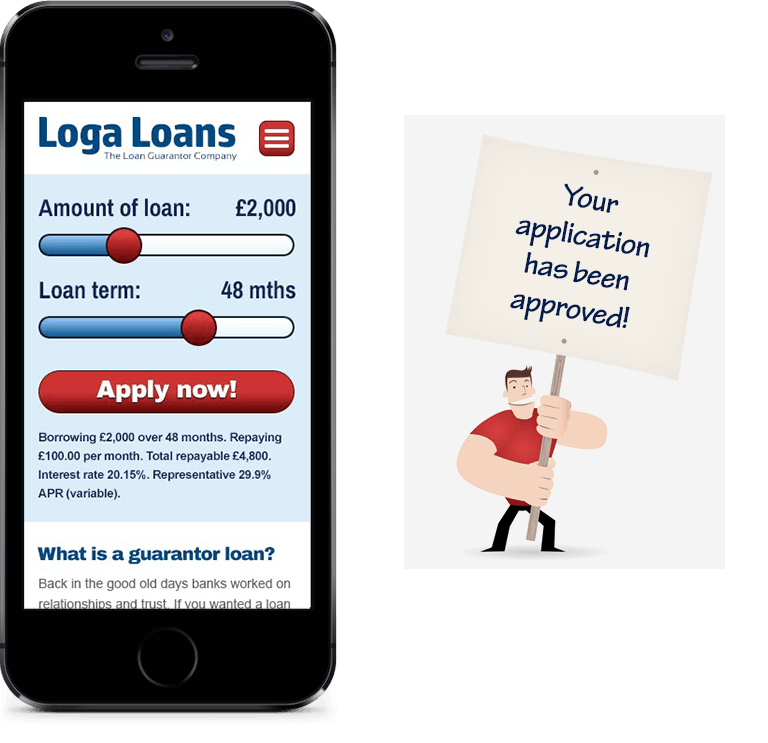 Loga Loans
The Loan Guarantor Company
Amount of loan: £2,000
Loan term: 48 mths
Apply now!
Borrowing £2,000 over 48 months. Repaying
£100.00 per month. Total repayable £4,800.
Interest rate 20.15%. Representative 29.9%
APR (variable).
What is a guarantor loan?
Back in the good old days banks worked on
relationships and trust. If you wanted a loan
Your
application
has been
approved!